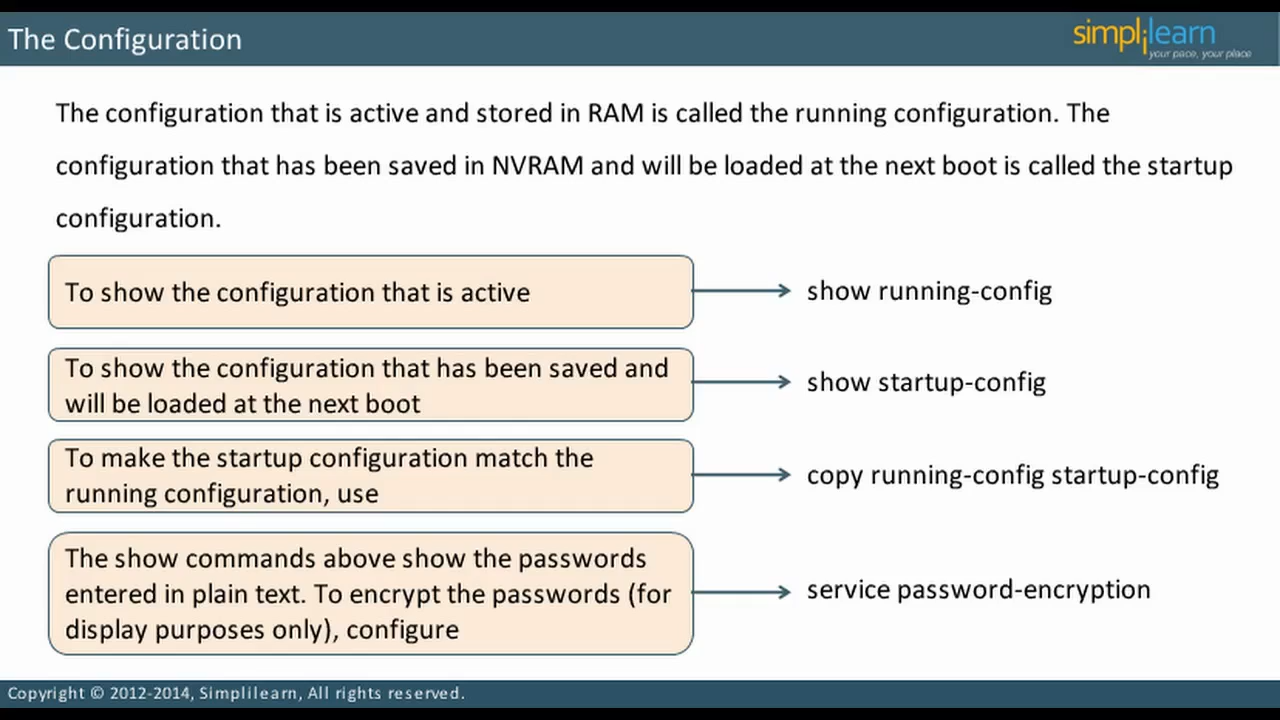 The Configuration
simplilearn
your pace, your place
The configuration that is active and stored in RAM is called the running configuration. The
configuration that has been saved in NVRAM and will be loaded at the next boot is called the startup
configuration.
To show the configuration that is active
show running-config
To show the configuration that has been saved and
will be loaded at the next boot
show startup-config
To make the startup configuration match the
running configuration, use
copy running-config startup-config
The show commands above show the passwords
entered in plain text. To encrypt the passwords (for
display purposes only), configure
service password-encryption
Copyright © 2012-2014, Simplilearn, All rights reserved.